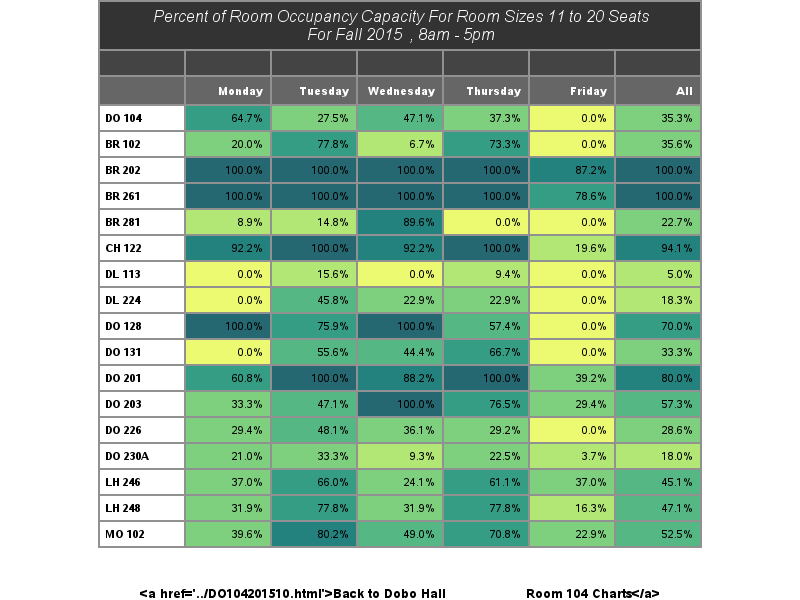 Percent of Room Occupancy Capacity For Room Sizes 11 to 20 Seats
For Fall 2015 , 8am - 5pm
Monday Tuesday Wednesday Thursday Friday All
DO 104 64.7% 27.5% 47.1% 37.3% 0.0% 35.3%
BR 102 20.0% 77.8% 6.7% 73.3% 0.0% 35.6%
BR 202 100.0% 100.0% 100.0% 100.0% 87.2% 100.0%
BR 261 100.0% 100.0% 100.0% 100.0% 78.6% 100.0%
BR 281 8.9% 14.8% 89.6% 0.0% 0.0% 22.7%
CH 122 92.2% 100.0% 92.2% 100.0% 19.6% 94.1%
DL 113 0.0% 15.6% 0.0% 9.4% 0.0% 5.0%
DL 224 0.0% 45.8% 22.9% 22.9% 0.0% 18.3%
DO 128 100.0% 75.9% 100.0% 57.4% 0.0% 70.0%
DO 131 0.0% 55.6% 44.4% 66.7% 0.0% 33.3%
DO 201 60.8% 100.0% 88.2% 100.0% 39.2% 80.0%
DO 203 33.3% 47.1% 100.0% 76.5% 29.4% 57.3%
DO 226 29.4% 48.1% 36.1% 29.2% 0.0% 28.6%
DO 230A 21.0% 33.3% 9.3% 22.5% 3.7% 18.0%
LH 246 37.0% 66.0% 24.1% 61.1% 37.0% 45.1%
LH 248 31.9% 77.8% 31.9% 77.8% 16.3% 47.1%
MO 102 39.6% 80.2% 49.0% 70.8% 22.9% 52.5%
<a href='../DO104201510.html'>Back to Dobo Hall Room 104 Charts</a>